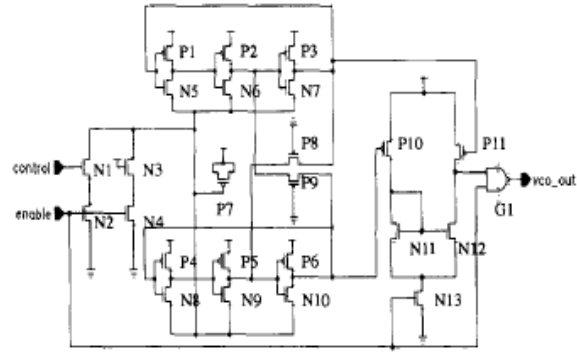 P1 P2 P3
N5 N6 N7
P8
P10 P11
control N1 N3
P9
vco_out
P7
G1
enable N2 N4
N11 N12
P4 P5 P6
N8 N9 N10
N13